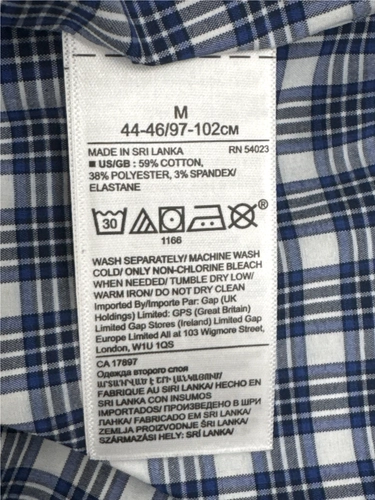 M
44-46/97-102CM
MADE IN SRI LANKA RN 54023
■ US/GB : 59% COTTON,
38% POLYESTER, 3% SPANDEX/
ELASTANE
30
®
1166
WASH SEPARATELY/ MACHINE WASH
COLD/ ONLY NON-CHLORINE BLEACH
WHEN NEEDED/ TUMBLE DRY LOW/
WARM IRON/ DO NOT DRY CLEAN
Imported By/Importe Par: Gap (UK
Holdings) Limited: GPS (Great Britain)
Limited Gap Stores (Ireland) Limited Gap
Europe Limited All at 103 Wigmore Street,
London, W1U 1QS
CA 17897
Одежда второго слоя
FABRIQUE AU SIRI LANKA/ HECHO EN
SRI LANKA CON INSUMOS
IMPORTADOS/ ПРОИЗВЕДЕНО В ШРИ
ЛАНКА/ FABRICADO EM SRI LANKA/
ZEMLJA PROIZVODNJE ŠRI LANKA/
SZÁRMAZÁSI HELY: SRÍ LANKA